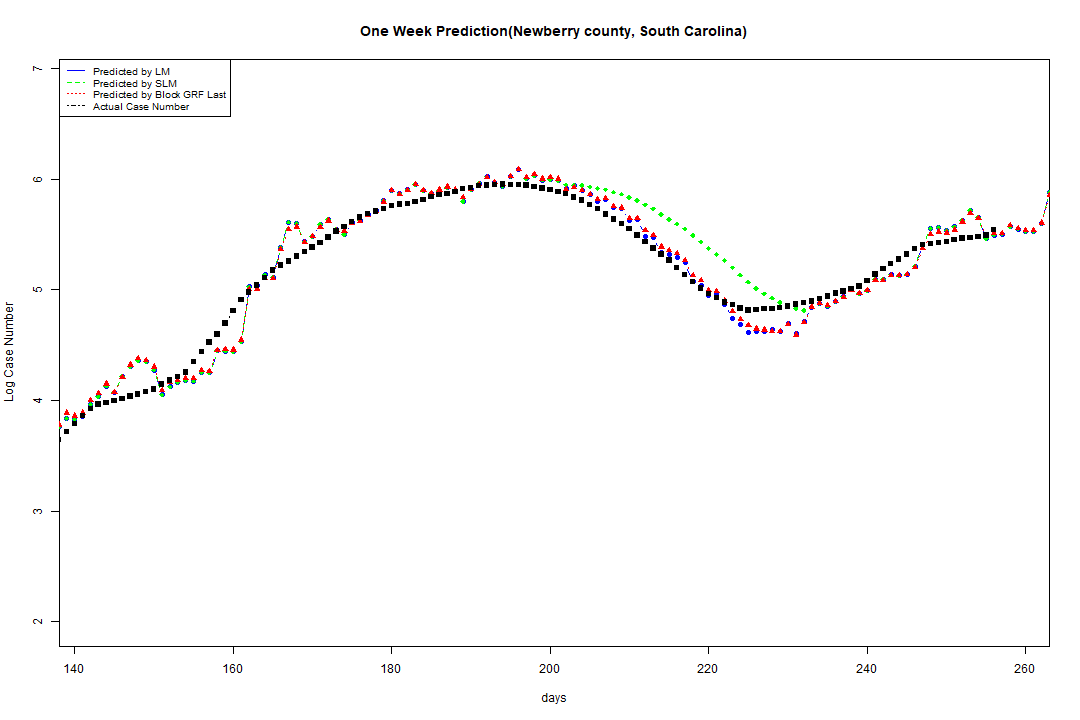 One Week Prediction(Newberry county, South Carolina)
Predicted by LM
Predicted by SLM
Predicted by Block GRF Last
Actual Case Number
7
6
5
4
3
2
Log Case Number
140 160 180 200 220 240 260
days